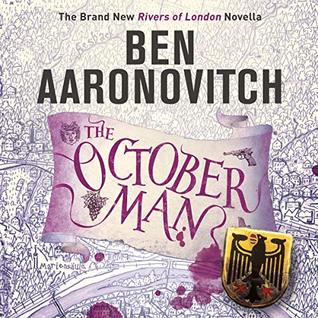 The Brand New Rivers of London Novella
BEN
AARONOVITCH
THE
OCTOBER
MAN